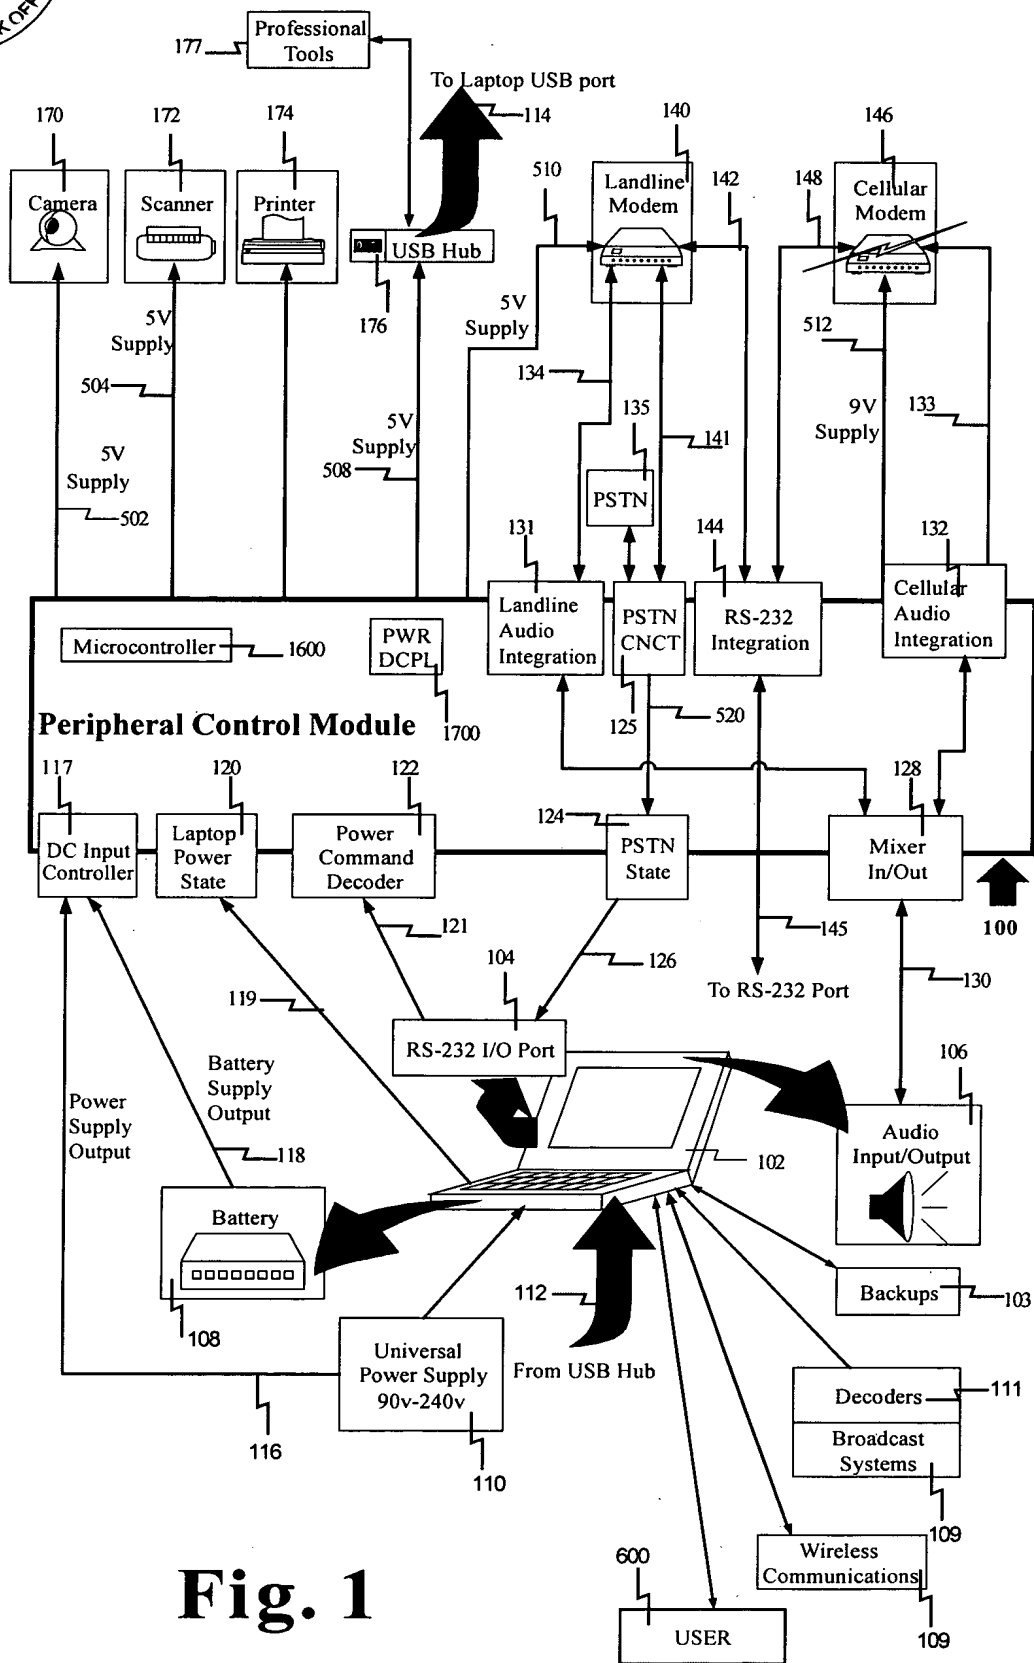 K OFF
Professional
Tools
177
To Laptop USB port
114
170
172
174
140
146
Camera
Scanner
Printer
USB Hub
176
510
Landline
Modem
142
148
Cellular
Modem
5V
Supply
504
5V
Supply
502
5V
Supply
508
5V
Supply
134
135
141
PSTN
512
9V
Supply
133
131
144
132
Landline
Audio
Integration
PSTN
CNCT
RS-232
Integration
Cellular
Audio
Integration
Microcontroller
1600
PWR
DCPL
1700
125
520
Peripheral Control Module
117
120
122
124
128
DC Input
Controller
Laptop
Power
State
Power
Command
Decoder
PSTN
State
Mixer
In/Out
100
121
104
126
145
130
119
To RS-232 Port
RS-232 I/O Port
106
Power
Supply
Output
Battery
Supply
Output
118
102
Audio
Input/Output
Battery
108
112
Backups
103
Universal
Power Supply
90v-240v
From USB Hub
116
110
Decoders
111
Broadcast
Systems
109
Wireless
Communications
109
600
USER
Fig. 1